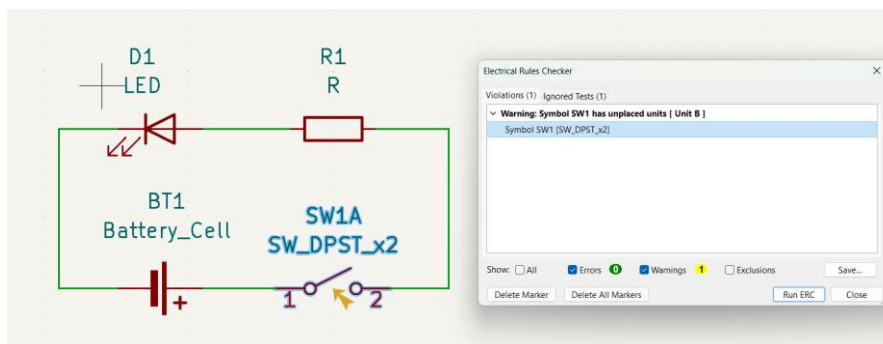 D1
LED
R1
R
BT1
Battery_Cell
+
SW1A
SW_DPST_x2
1 2
Electrical Rules Checker
Violations (1) Ignored Tests (1)
Warning: Symbol SW1 has unplaced units [ Unit B ]
Symbol SW1 [SW_DPST_x2]
Show: All Errors 0 Warnings 1 Exclusions Save...
Delete Marker Delete All Markers Run ERC Close